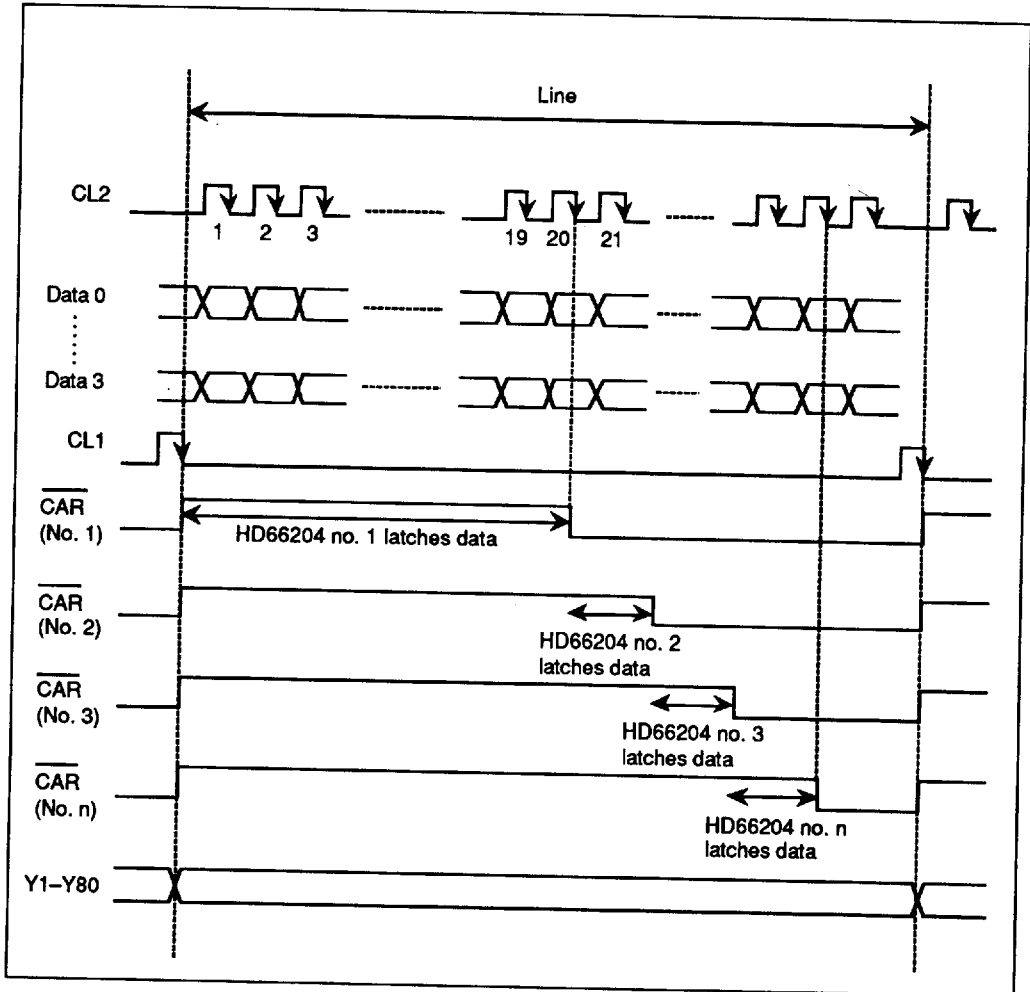 Line
CL2
1 2 3 19 20 21
Data 0
Data 3
CL1
CAR
(No. 1)
HD66204 no. 1 latches data
CAR
(No. 2)
HD66204 no. 2
latches data
CAR
(No. 3)
HD66204 no. 3
latches data
CAR
(No. n)
HD66204 no. n
latches data
Y1–Y80